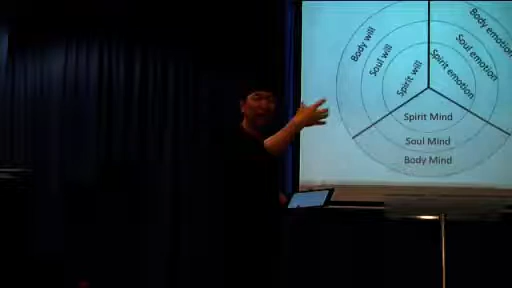 Body will
Soul will
Spirit will
Body emotion
Soul emotion
Spirit emotion
Spirit Mind
Soul Mind
Body Mind